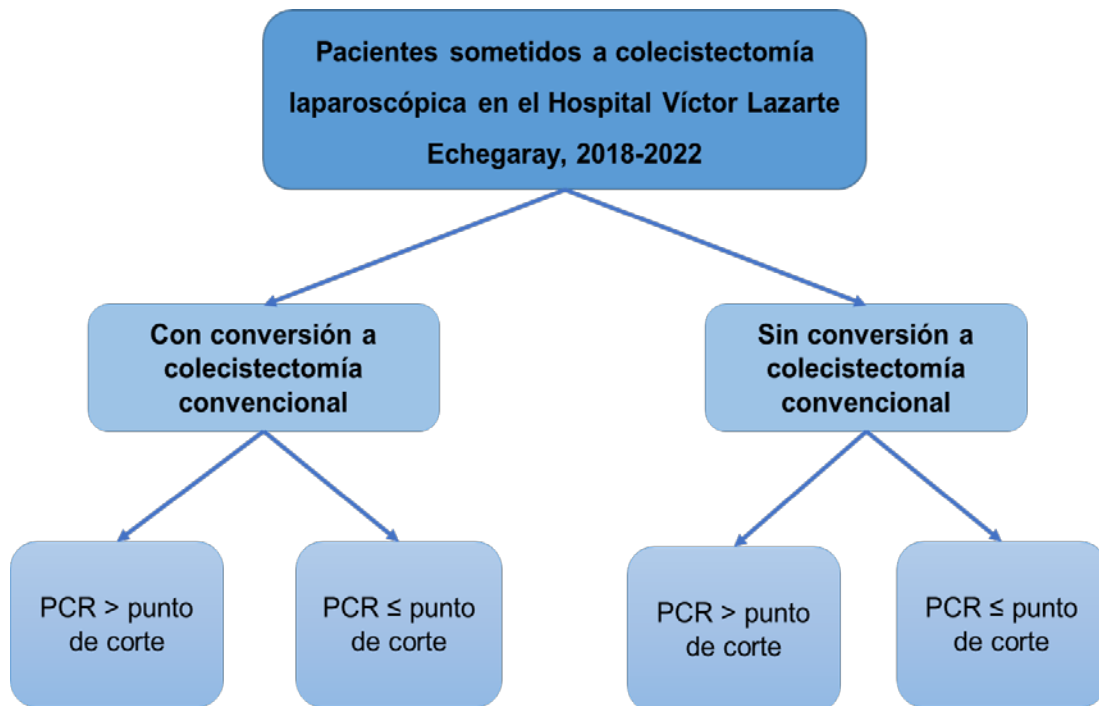 Pacientes sometidos a colecistectomía
laparoscópica en el Hospital Víctor Lazarte
Echegaray, 2018-2022
Con conversión a
colecistectomía
convencional
Sin conversión a
colecistectomía
convencional
PCR > punto
de corte
PCR ≤ punto
de corte
PCR > punto
de corte
PCR ≤ punto
de corte